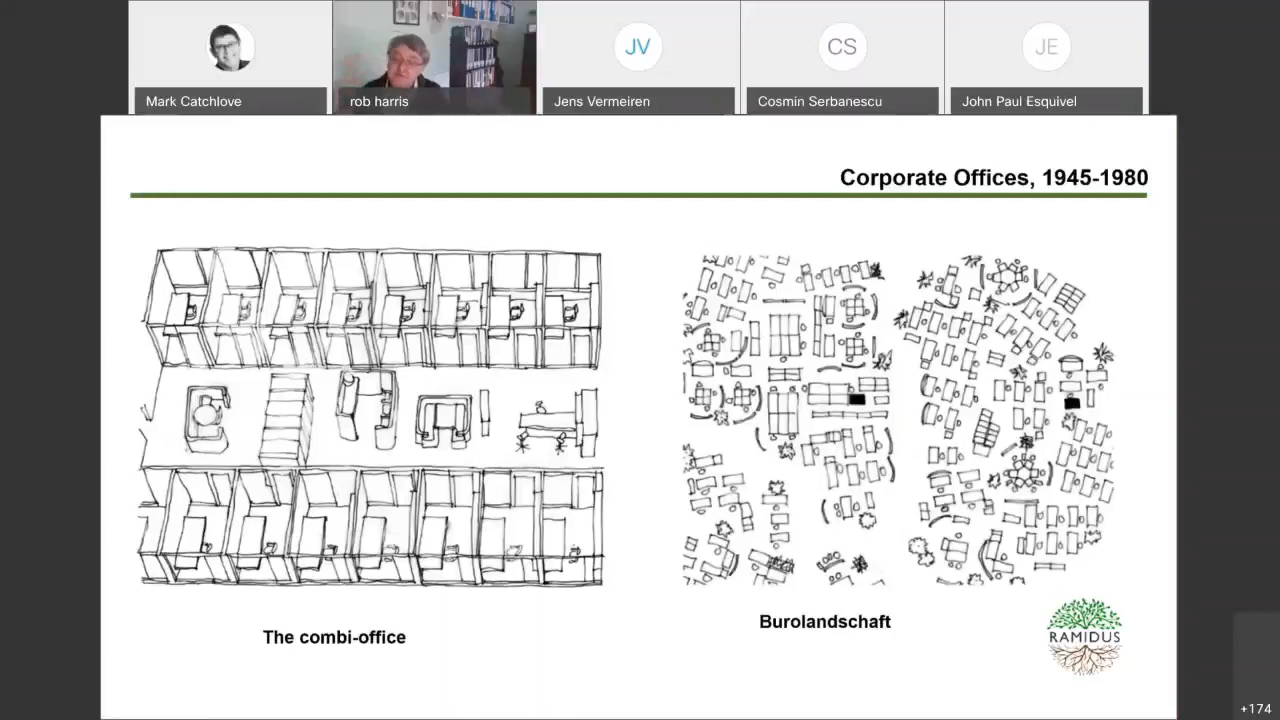 JV
CS
JE
Mark Catchlove
rob harris
Jens Vermeiren
Cosmin Serbanescu
John Paul Esquivel
Corporate Offices, 1945-1980
The combi-office
Burolandschaft
RAMIDUS
+174